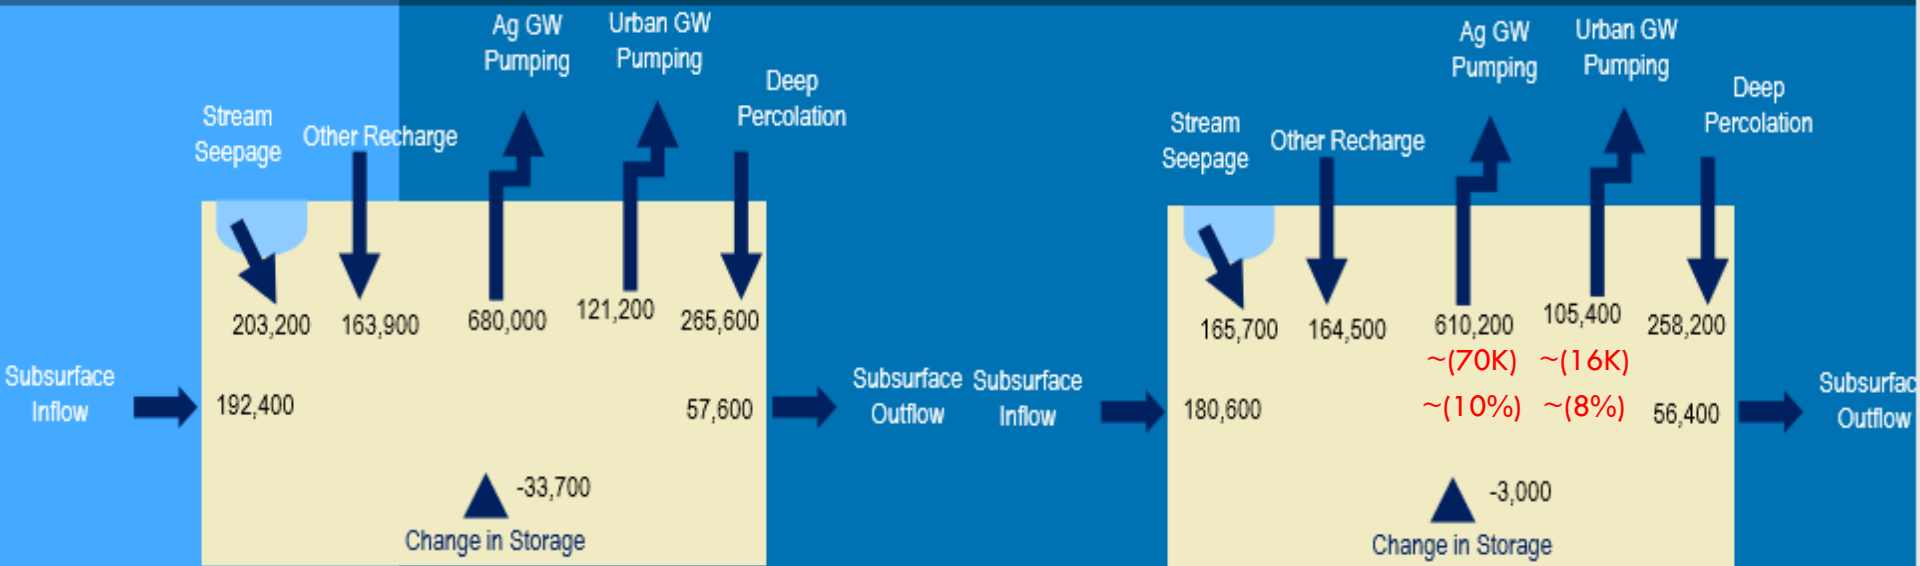 Ag GW
Pumping
Urban GW
Pumping
Deep
Percolation
Stream
Seepage
Other Recharge
203,200
163,900
680,000
121,200
265,600
Subsurface
Inflow
192,400
57,600
Subsurface
Outflow
-33,700
Change in Storage
Ag GW
Pumping
Urban GW
Pumping
Deep
Percolation
Stream
Seepage
Other Recharge
165,700
164,500
610,200
105,400
258,200
~(70K)
~(16K)
~(10%)
~(8%)
Subsurface
Inflow
180,600
56,400
Subsurfac
Outflow
-3,000
Change in Storage